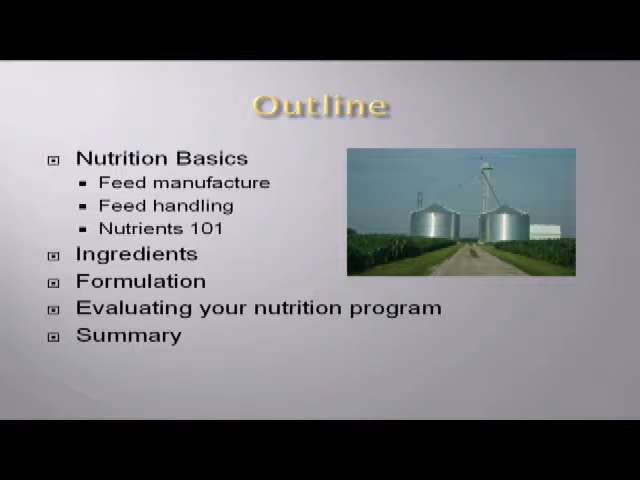 Outline
Nutrition Basics
Feed manufacture
Feed handling
Nutrients 101
Ingredients
Formulation
Evaluating your nutrition program
Summary